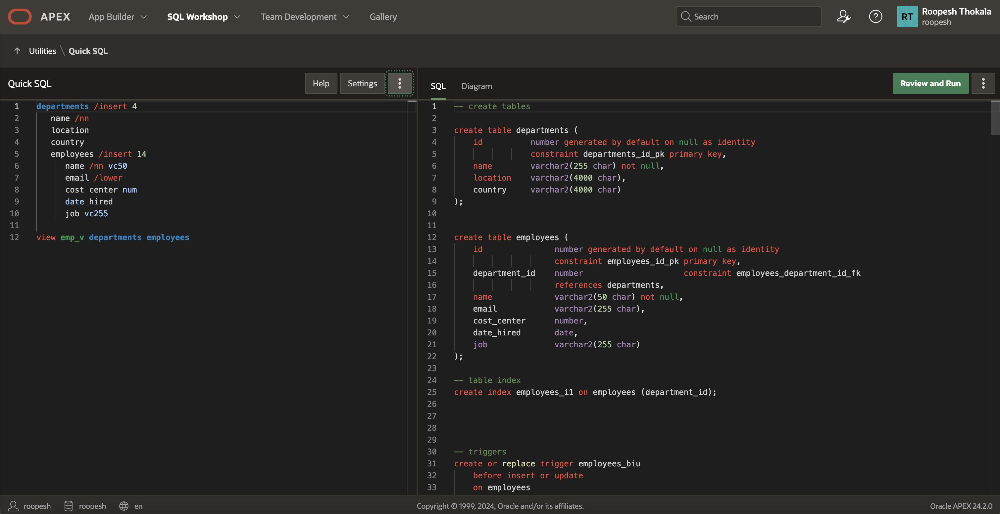 APEX App Builder SQL Workshop Team Development Gallery Search RT Roopesh Thokala
roopesh
Utilities \ Quick SQL
Quick SQL Help Settings
1 departments /insert 4
2 name /nn
3 location
4 country
5 employees /insert 14
6 name /nn vc50
7 email /lower
8 cost center num
9 date hired
10 job vc255
11
12 view emp_v departments employees
SQL Diagram Review and Run
1 -- create tables
2
3 create table departments (
4 id number generated by default on null as identity
5 constraint departments_id_pk primary key,
6 name varchar2(255 char) not null,
7 location varchar2(4000 char),
8 country varchar2(4000 char)
9 );
10
11
12 create table employees (
13 id number generated by default on null as identity
14 constraint employees_id_pk primary key,
15 department_id number constraint employees_department_id_fk
16 references departments,
17 name varchar2(50 char) not null,
18 email varchar2(255 char),
19 cost_center number,
20 date_hired date,
21 job varchar2(255 char)
22 );
23
24 -- table index
25 create index employees_i1 on employees (department_id);
26
27
28
29
30 -- triggers
31 create or replace trigger employees_biu
32 before insert or update
33 on employees
roopesh roopesh en Copyright © 1999, 2024, Oracle and/or its affiliates. Oracle APEX 24.2.0